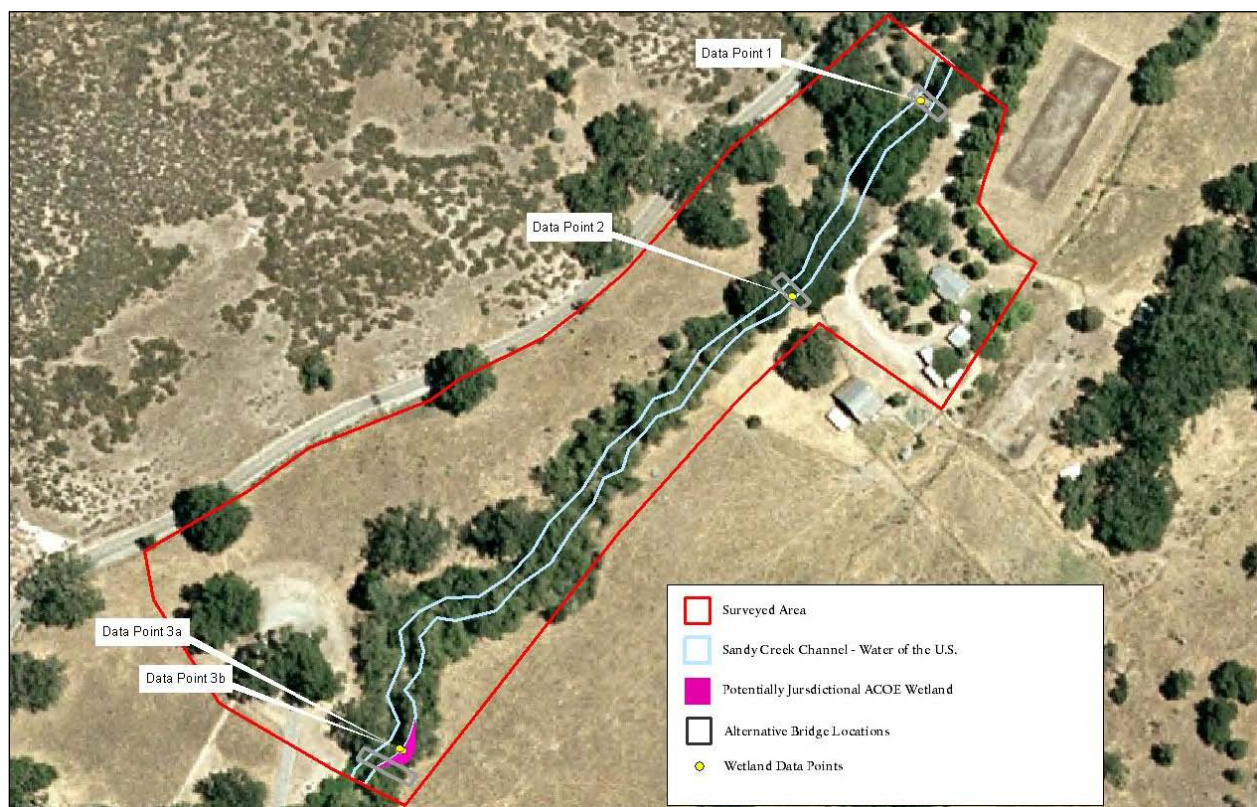 Data Point 1
Data Point 2
Data Point 3a
Data Point 3b
Surveyed Area
Sandy Creek Channel - Water of the U.S.
Potentially Jursdictional ACOE Wetland
Alternative Bridge Locations
Wetland Data Points